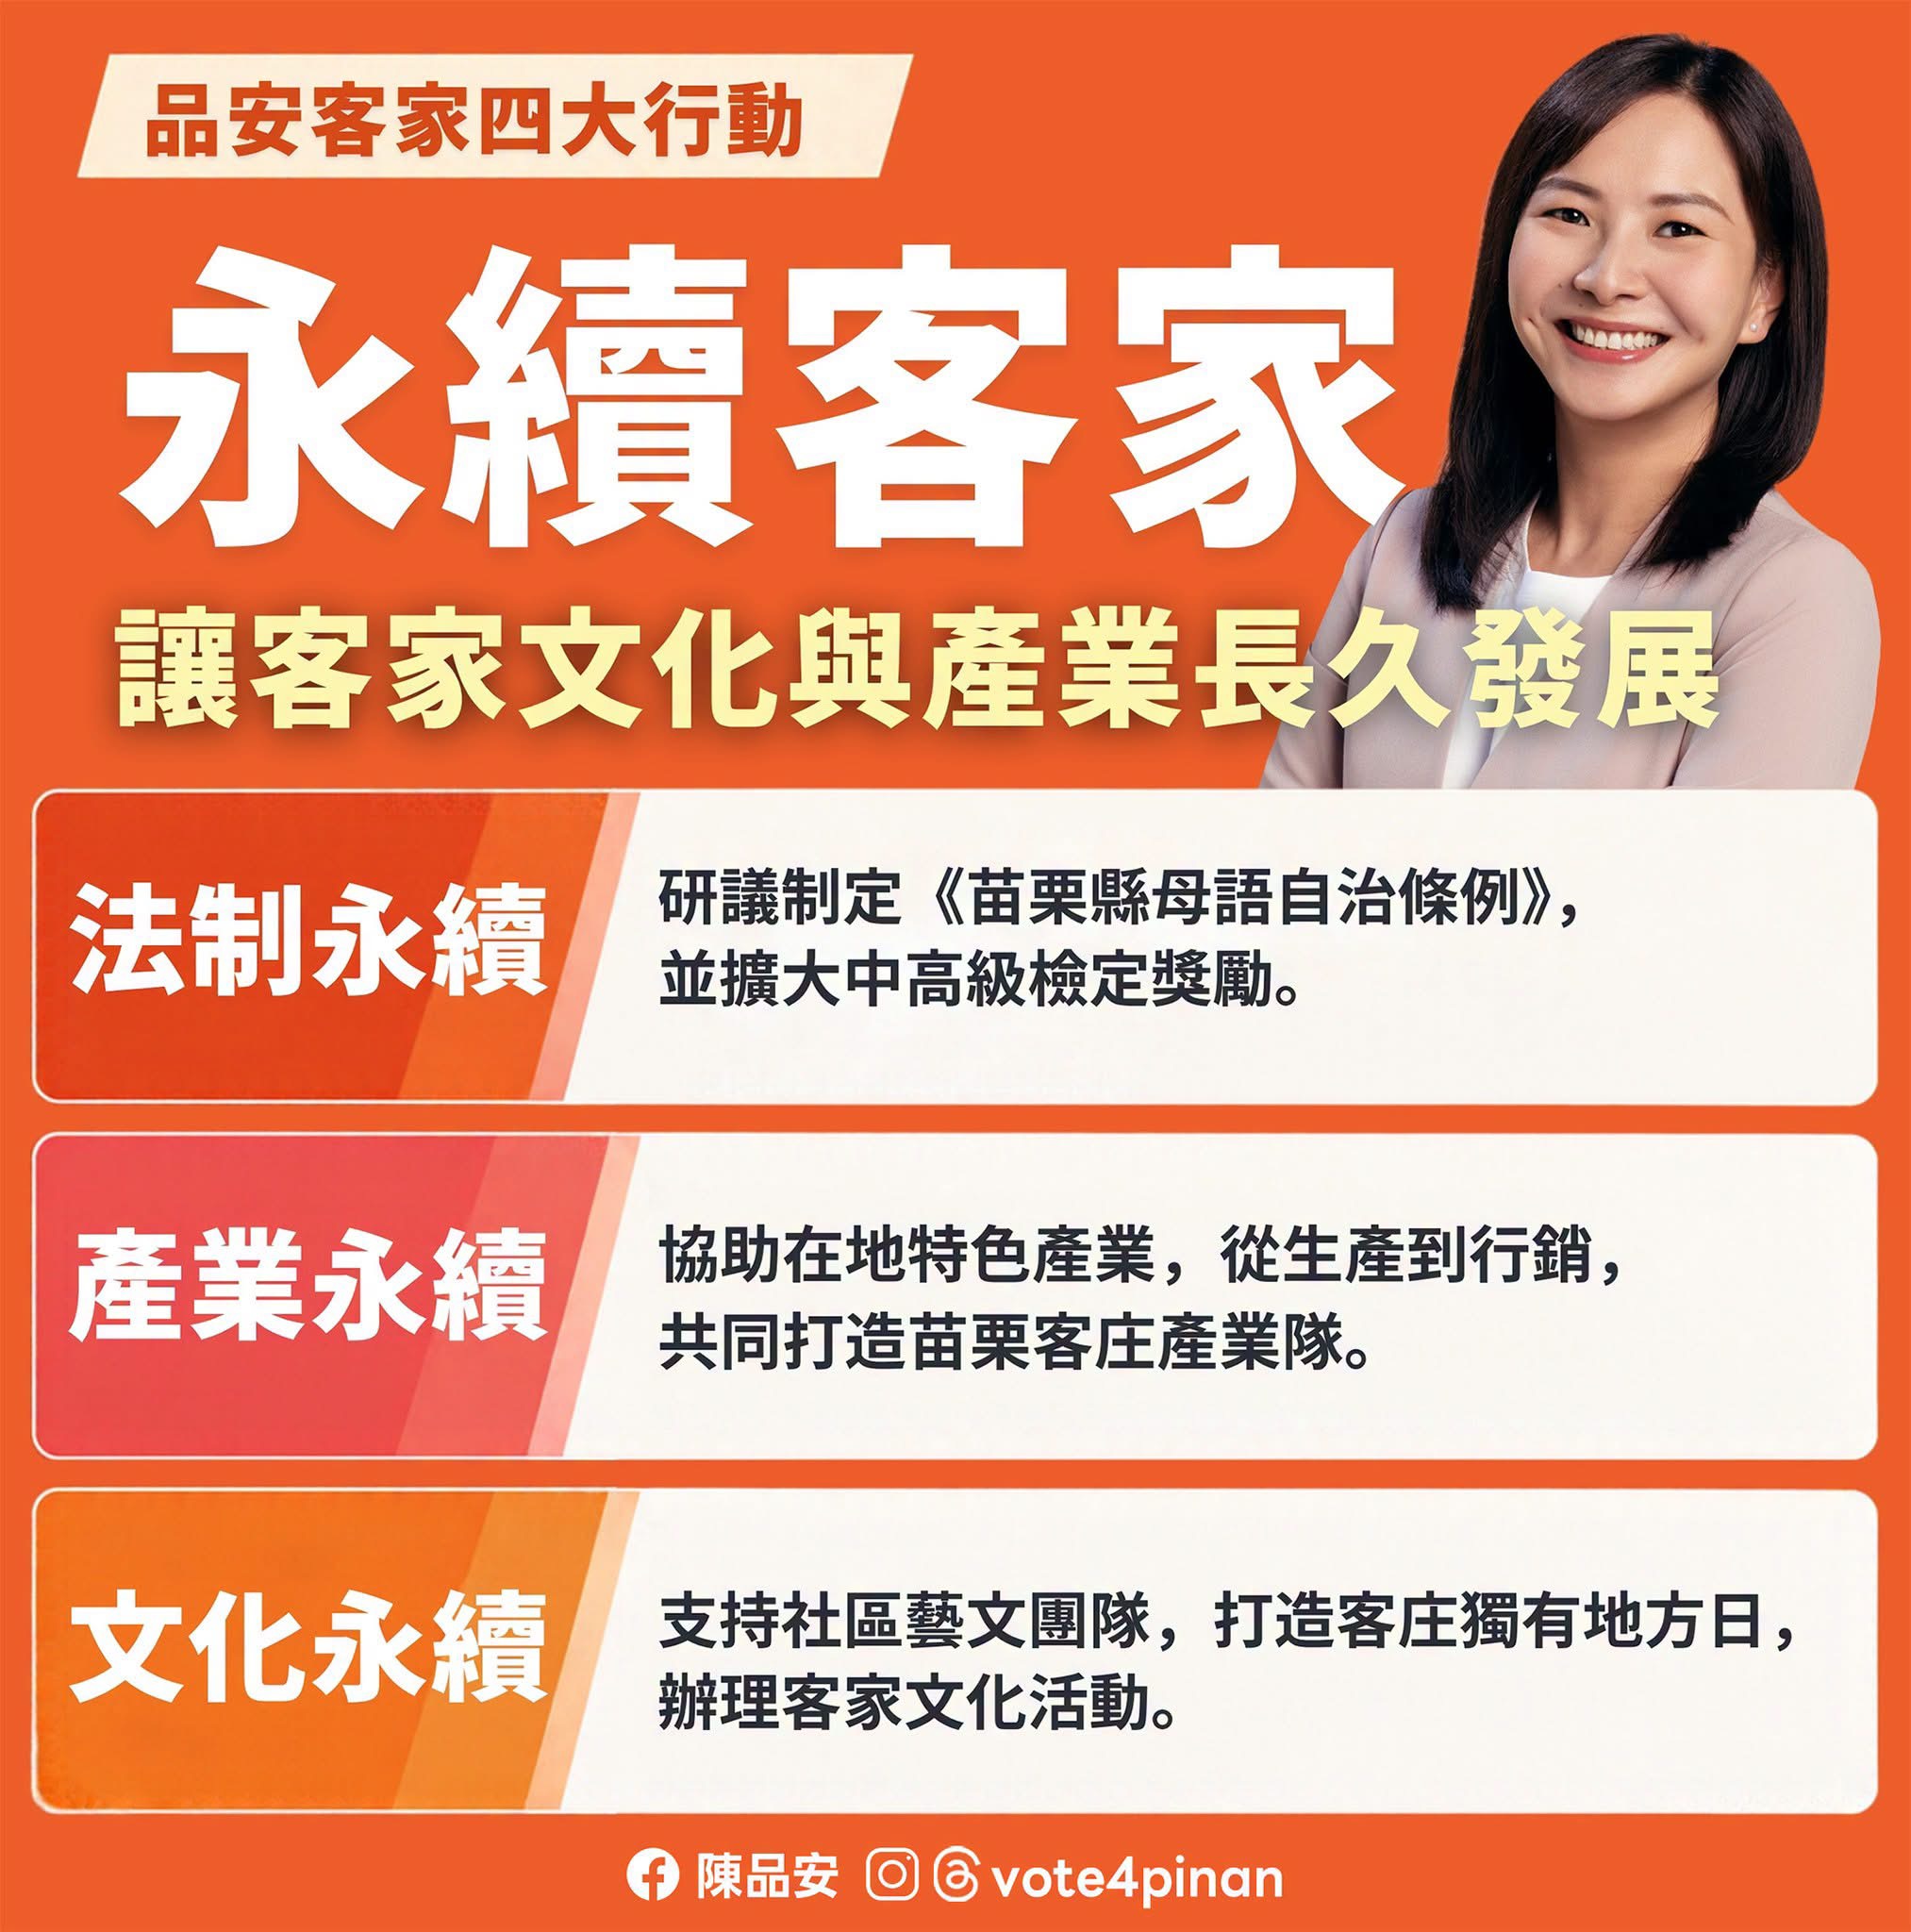 品安客家四大行動
永續客家
讓客家文化與產業長久發展
法制永續
研議制定《苗栗縣母語自治條例》，
並擴大中高級檢定獎勵。
產業永續
協助在地特色產業，從生產到行銷，
共同打造苗栗客庄產業隊。
文化永續
支持社區藝文團隊，打造客庄獨有地方日，
辦理客家文化活動。
陳品安 vote4pinan